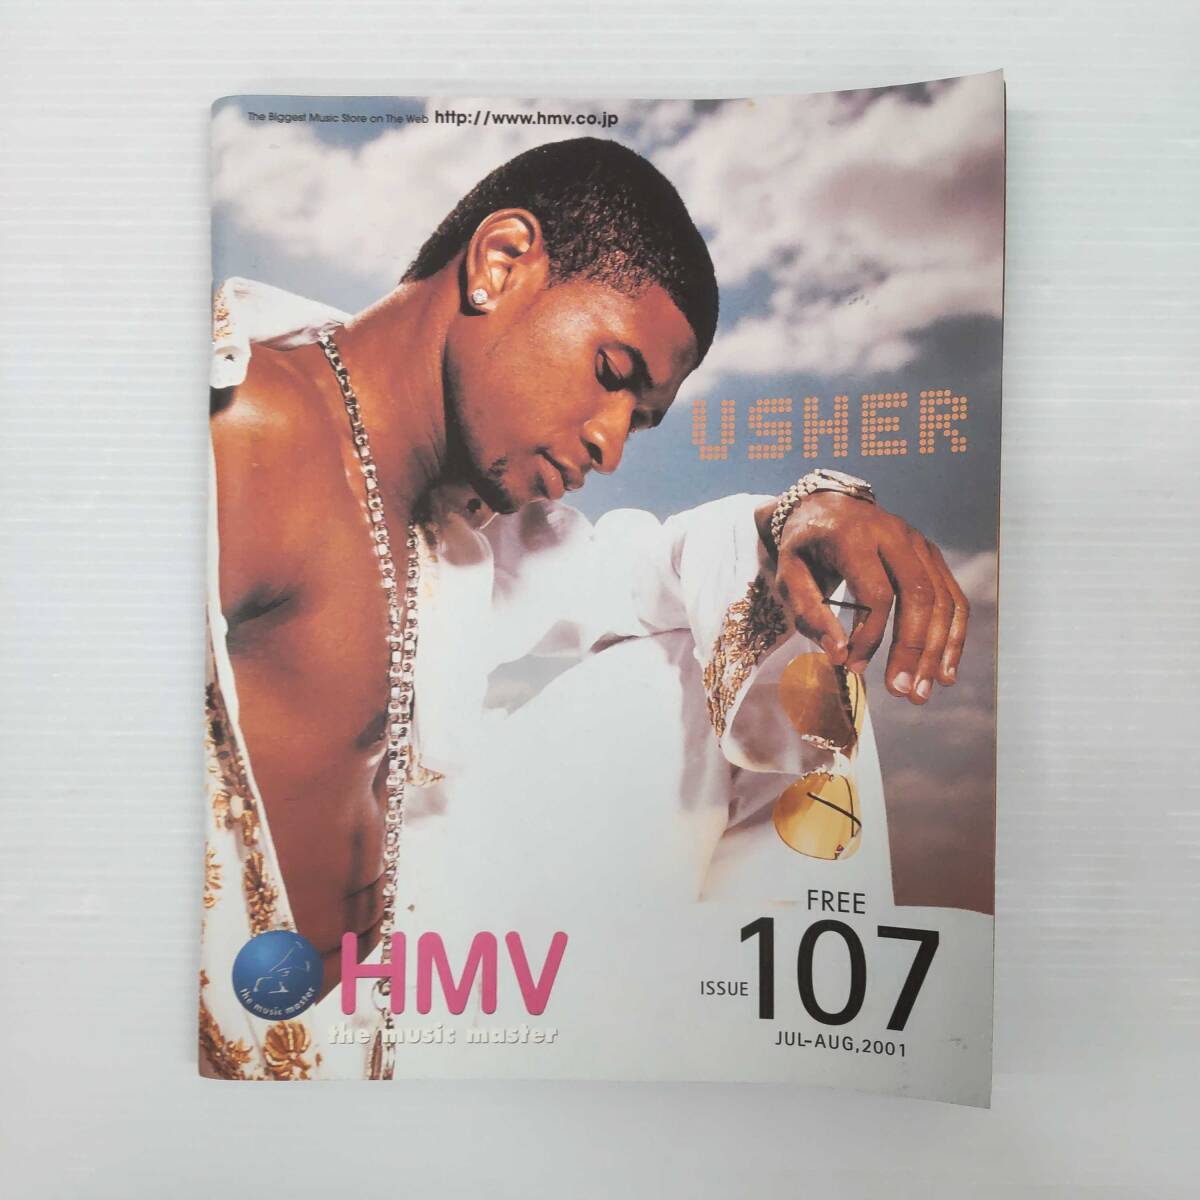 The Biggest Music Store on The Web http://www.hmv.co.jp
USHER
FREE
ISSUE 107
JUL-AUG,2001
HMV
the music master
the music master